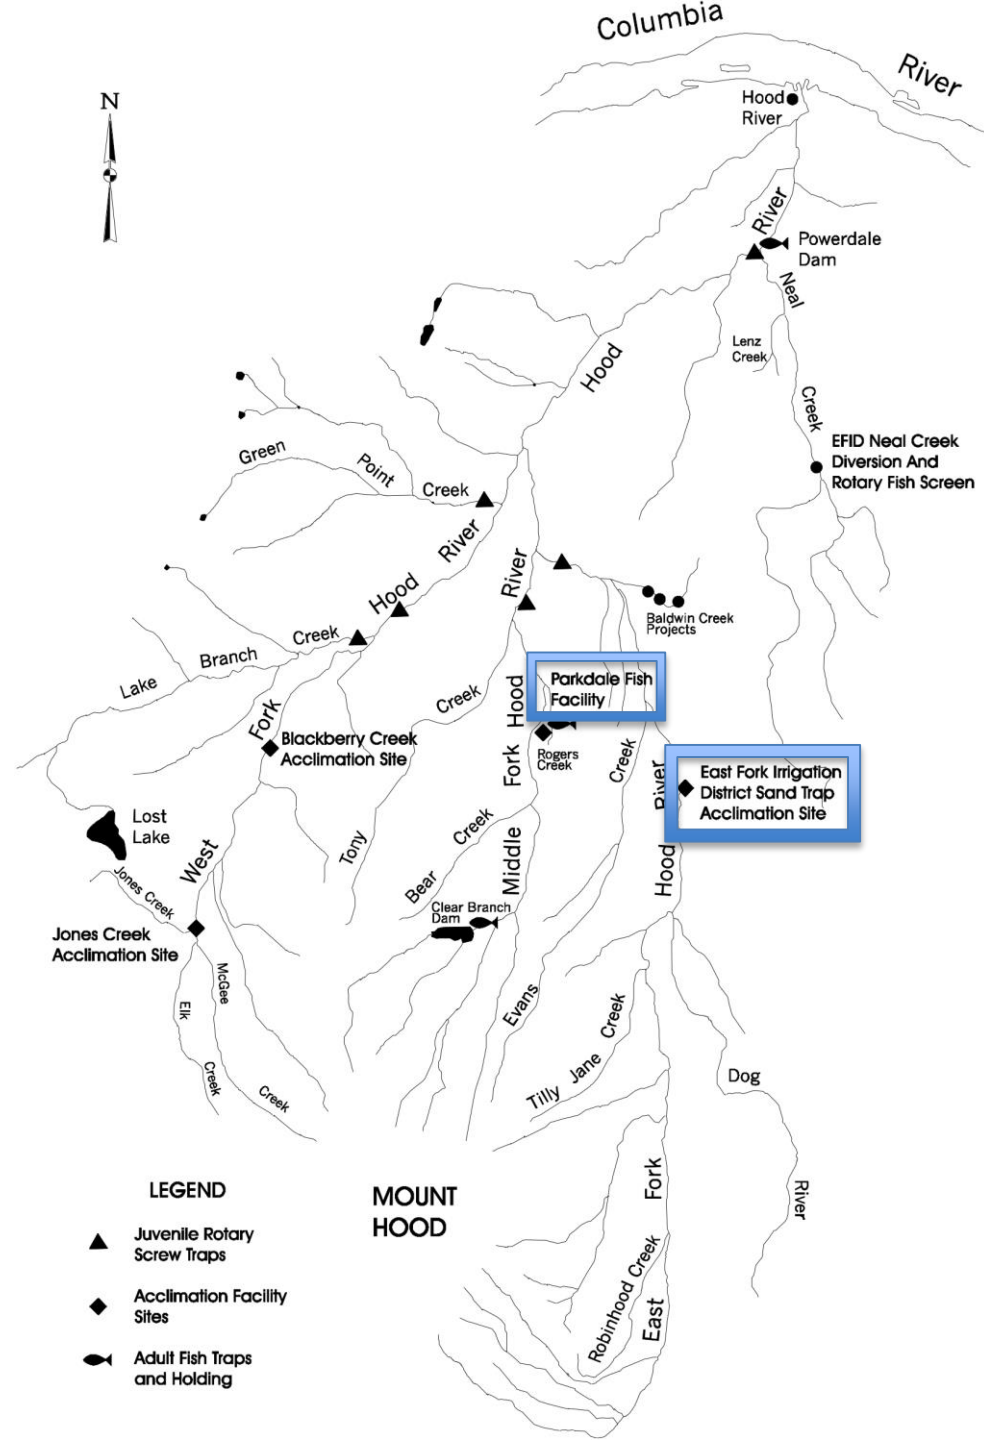 Columbia
River
N
Hood
River
River
Powerdale
Dam
Neal
Lenz
Creek
Hood
Creek
EFID Neal Creek
Diversion And
Rotary Fish Screen
Green
Point
Creek
River
Hood
River
Baldwin Creek
Projects
Creek
Branch
Lake
Creek
Parkdale Fish
Facility
Hood
Fork
Fork
Blackberry Creek
Acclimation Site
Rogers
Creek
Creek
River
East Fork Irrigation
District Sand Trap
Acclimation Site
Lost
Lake
West
Tony
Creek
Bear
Middle
Hood
Jones Creek
Clear Branch
Dam
Jones Creek
Acclimation Site
McGee
Elk
Creek
Creek
Evans
Creek
Jane
Tilly
Dog
River
MOUNT
HOOD
Fork
Robinhood Creek
East
LEGEND
Juvenile Rotary
Screw Traps
Acclimation Facility
Sites
Adult Fish Traps
and Holding